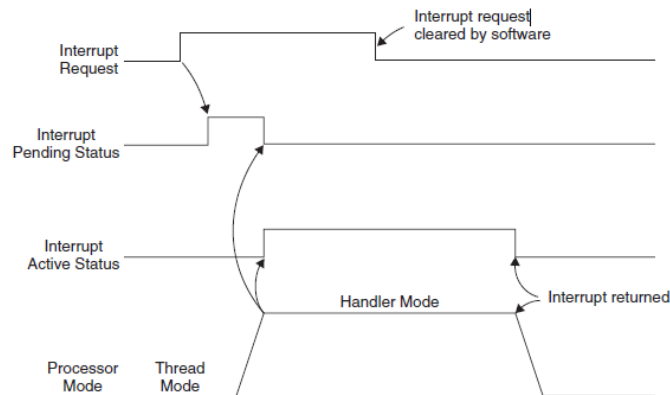 Interrupt request
cleared by software
Interrupt
Request
Interrupt
Pending Status
Interrupt
Active Status
Handler Mode
Interrupt returned
Processor
Mode
Thread
Mode